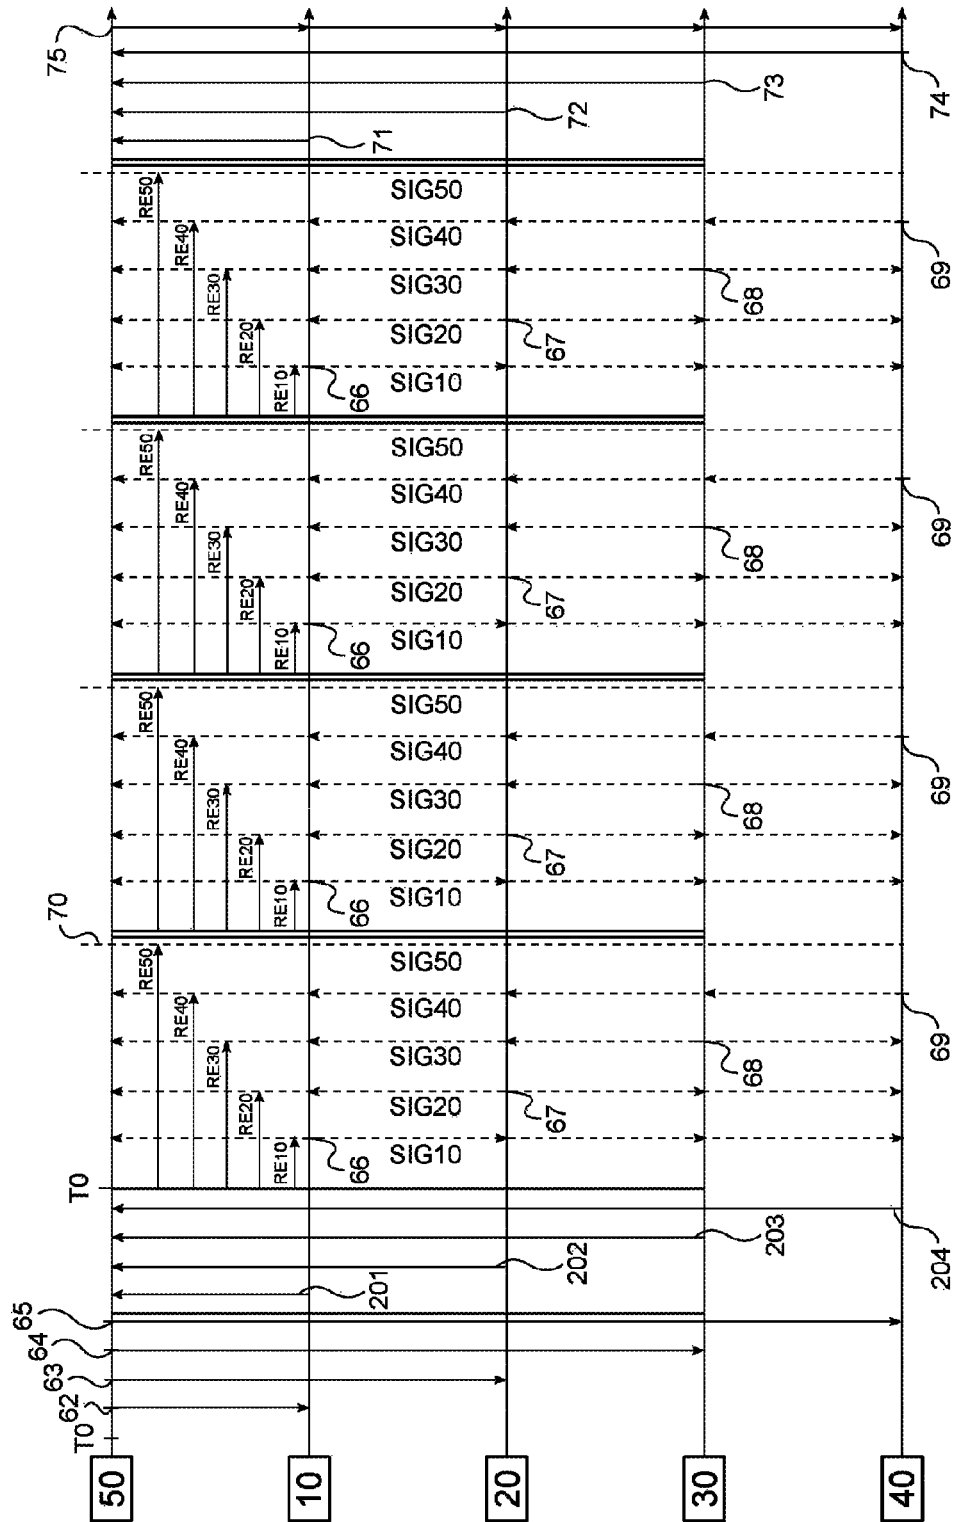 T0 62 63 64 65 T0 70 75
50
RE50 RE50 RE50 RE50
RE40 RE40 RE40 RE40
RE30 RE30 RE30 RE30
RE20 RE20 RE20 RE20
RE10 RE10 RE10 RE10
10
201 66 66 66 66 71
SIG10 SIG20 SIG30 SIG40 SIG50 SIG10 SIG20 SIG30 SIG40 SIG50 SIG10 SIG20 SIG30 SIG40 SIG50 SIG10 SIG20 SIG30 SIG40 SIG50
20
202 67 67 67 67 72
30
203 68 68 68 68 73
40
204 69 69 69 69 74